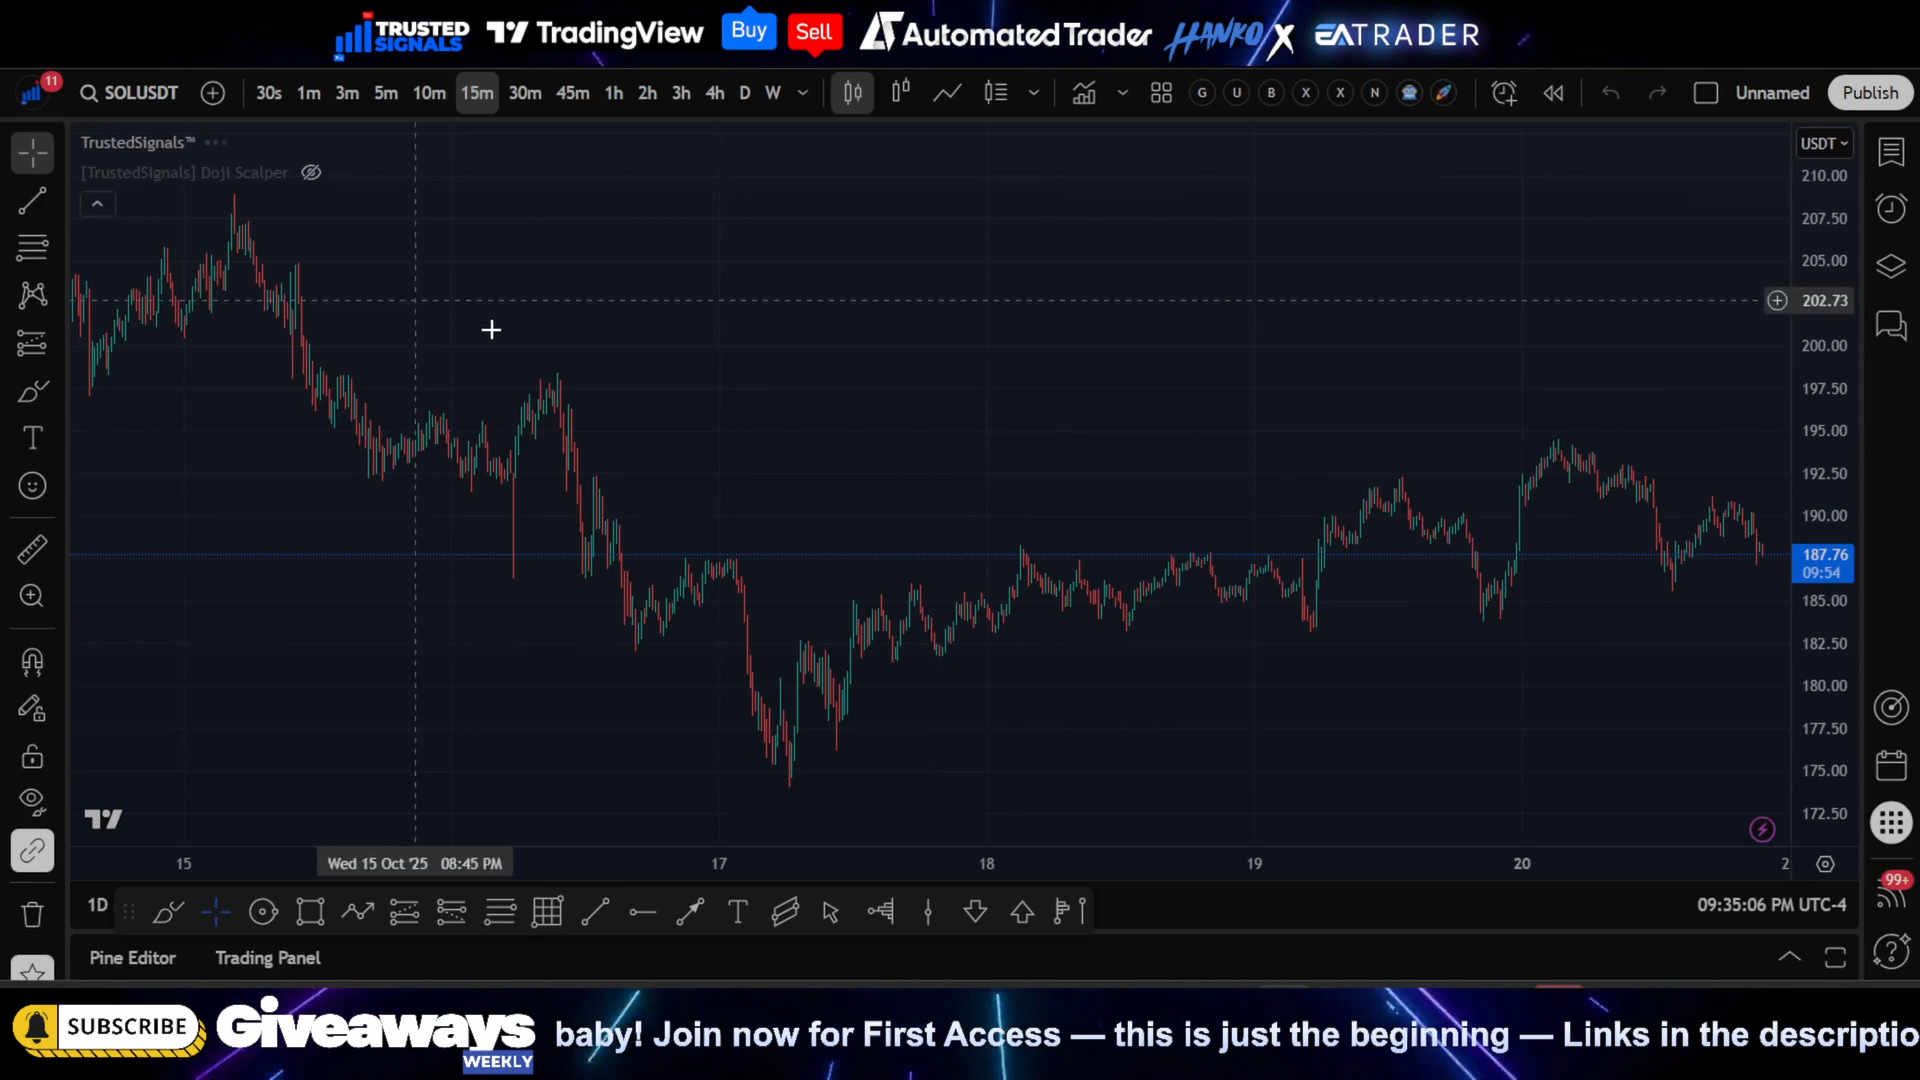 TRUSTED SIGNALS TradingView Buy Sell Automated Trader HANKOX EATRADER
11 SOLUSDT 30s 1m 3m 5m 10m 15m 30m 45m 1h 2h 3h 4h D W G U B X X N Unnamed Publish
TrustedSignals™
[TrustedSignals] Doji Scalper
USDT
210.00
207.50
205.00
202.73
200.00
197.50
195.00
192.50
190.00
187.76
09:54
185.00
182.50
180.00
177.50
175.00
172.50
15 Wed 15 Oct '25 08:45 PM 17 18 19 20 2
1D T 09:35:06 PM UTC-4
99+
Pine Editor Trading Panel
SUBSCRIBE Giveaways WEEKLY baby! Join now for First Access — this is just the beginning — Links in the descriptio